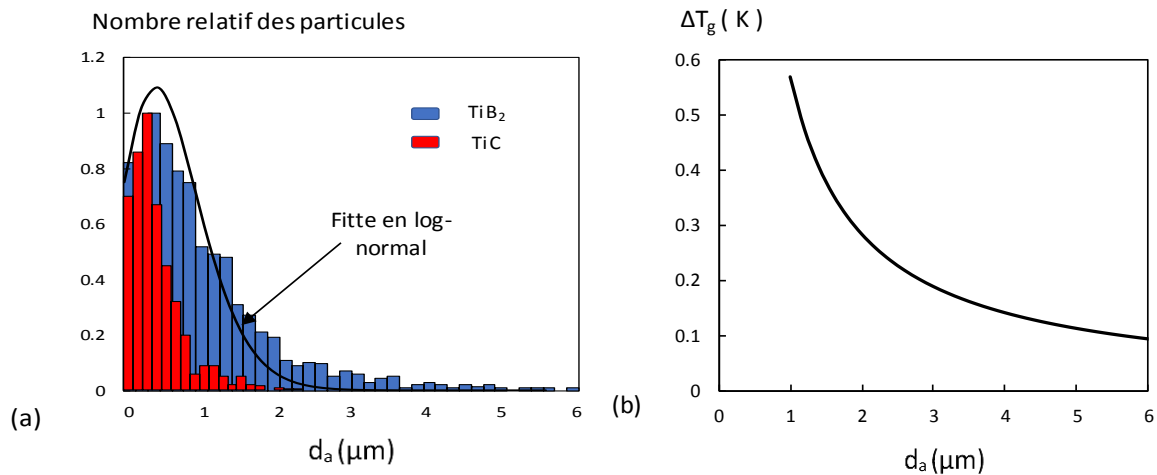 Nombre relatif des particules
1.2
1
0.8
0.6
0.4
0.2
0
TiB₂
TiC
Fitte en log-
normal
0 1 2 3 4 5 6
(a)
dₐ (µm)
ΔT_g ( K )
0.6
0.5
0.4
0.3
0.2
0.1
0
0 1 2 3 4 5 6
(b)
dₐ (µm)